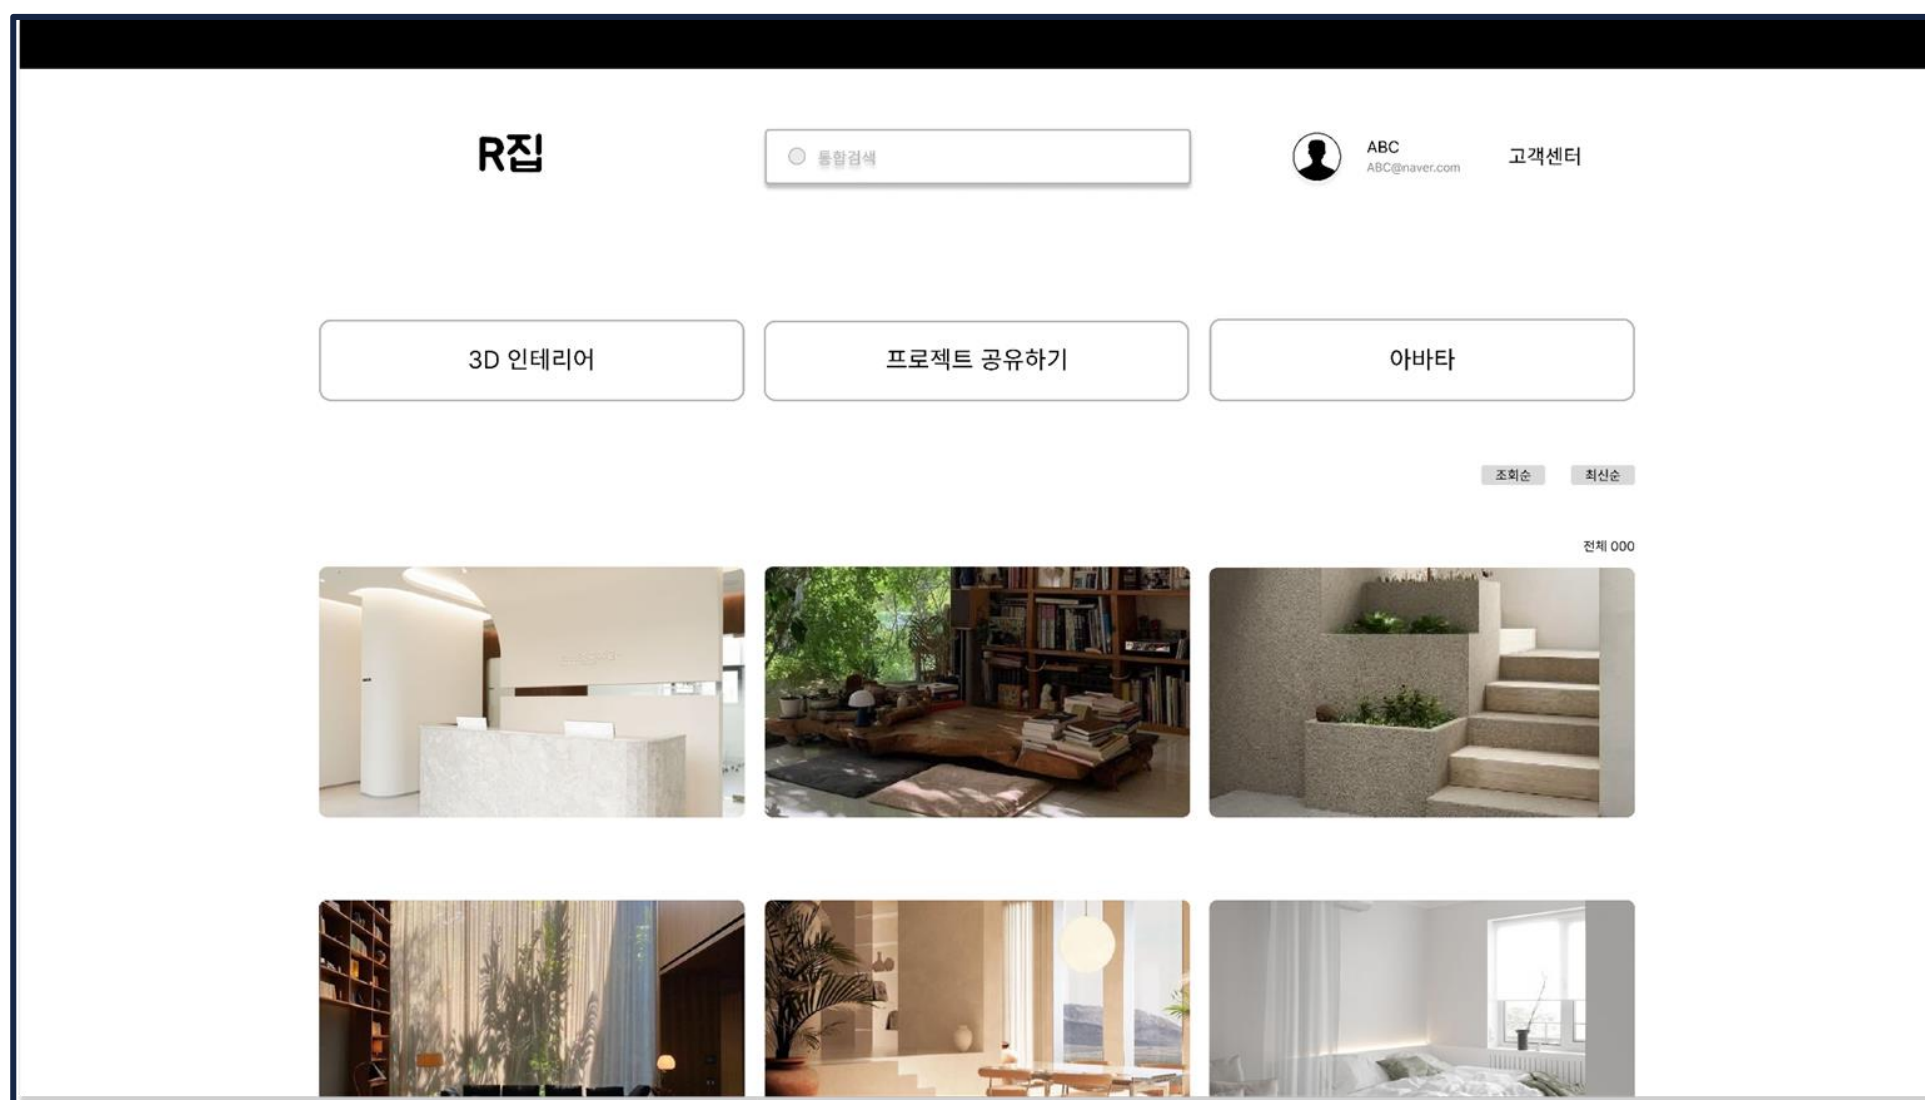 R집
통합검색
ABC
ABC@naver.com
고객센터
3D 인테리어
프로젝트 공유하기
아바타
조회순
최신순
전체 000